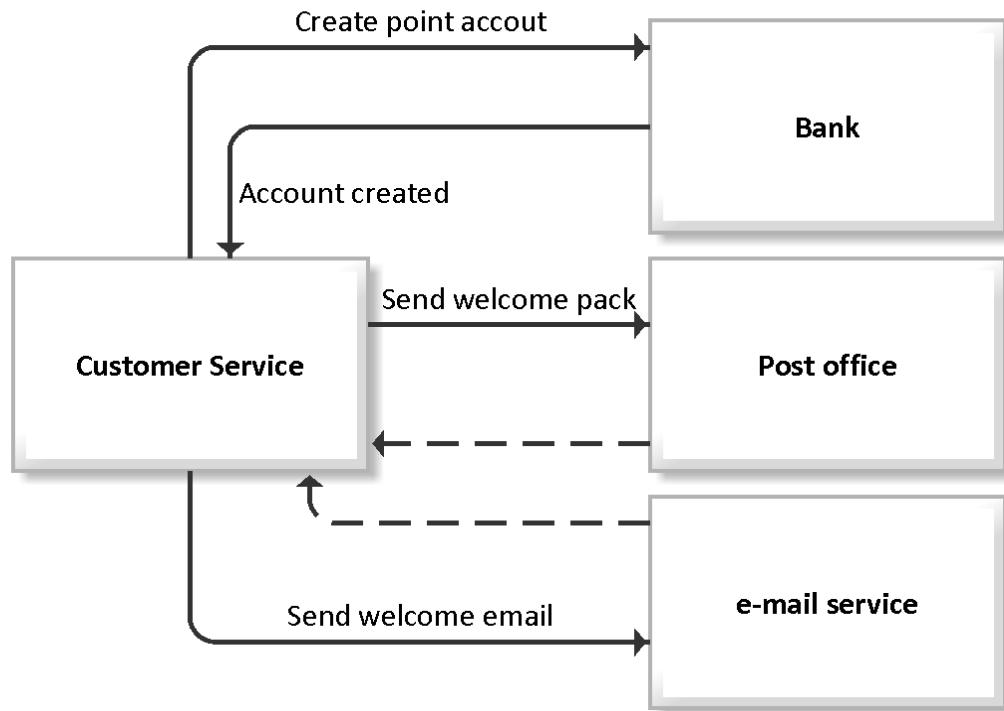 Create point accout
Bank
Account created
Send welcome pack
Customer Service
Post office
e-mail service
Send welcome email